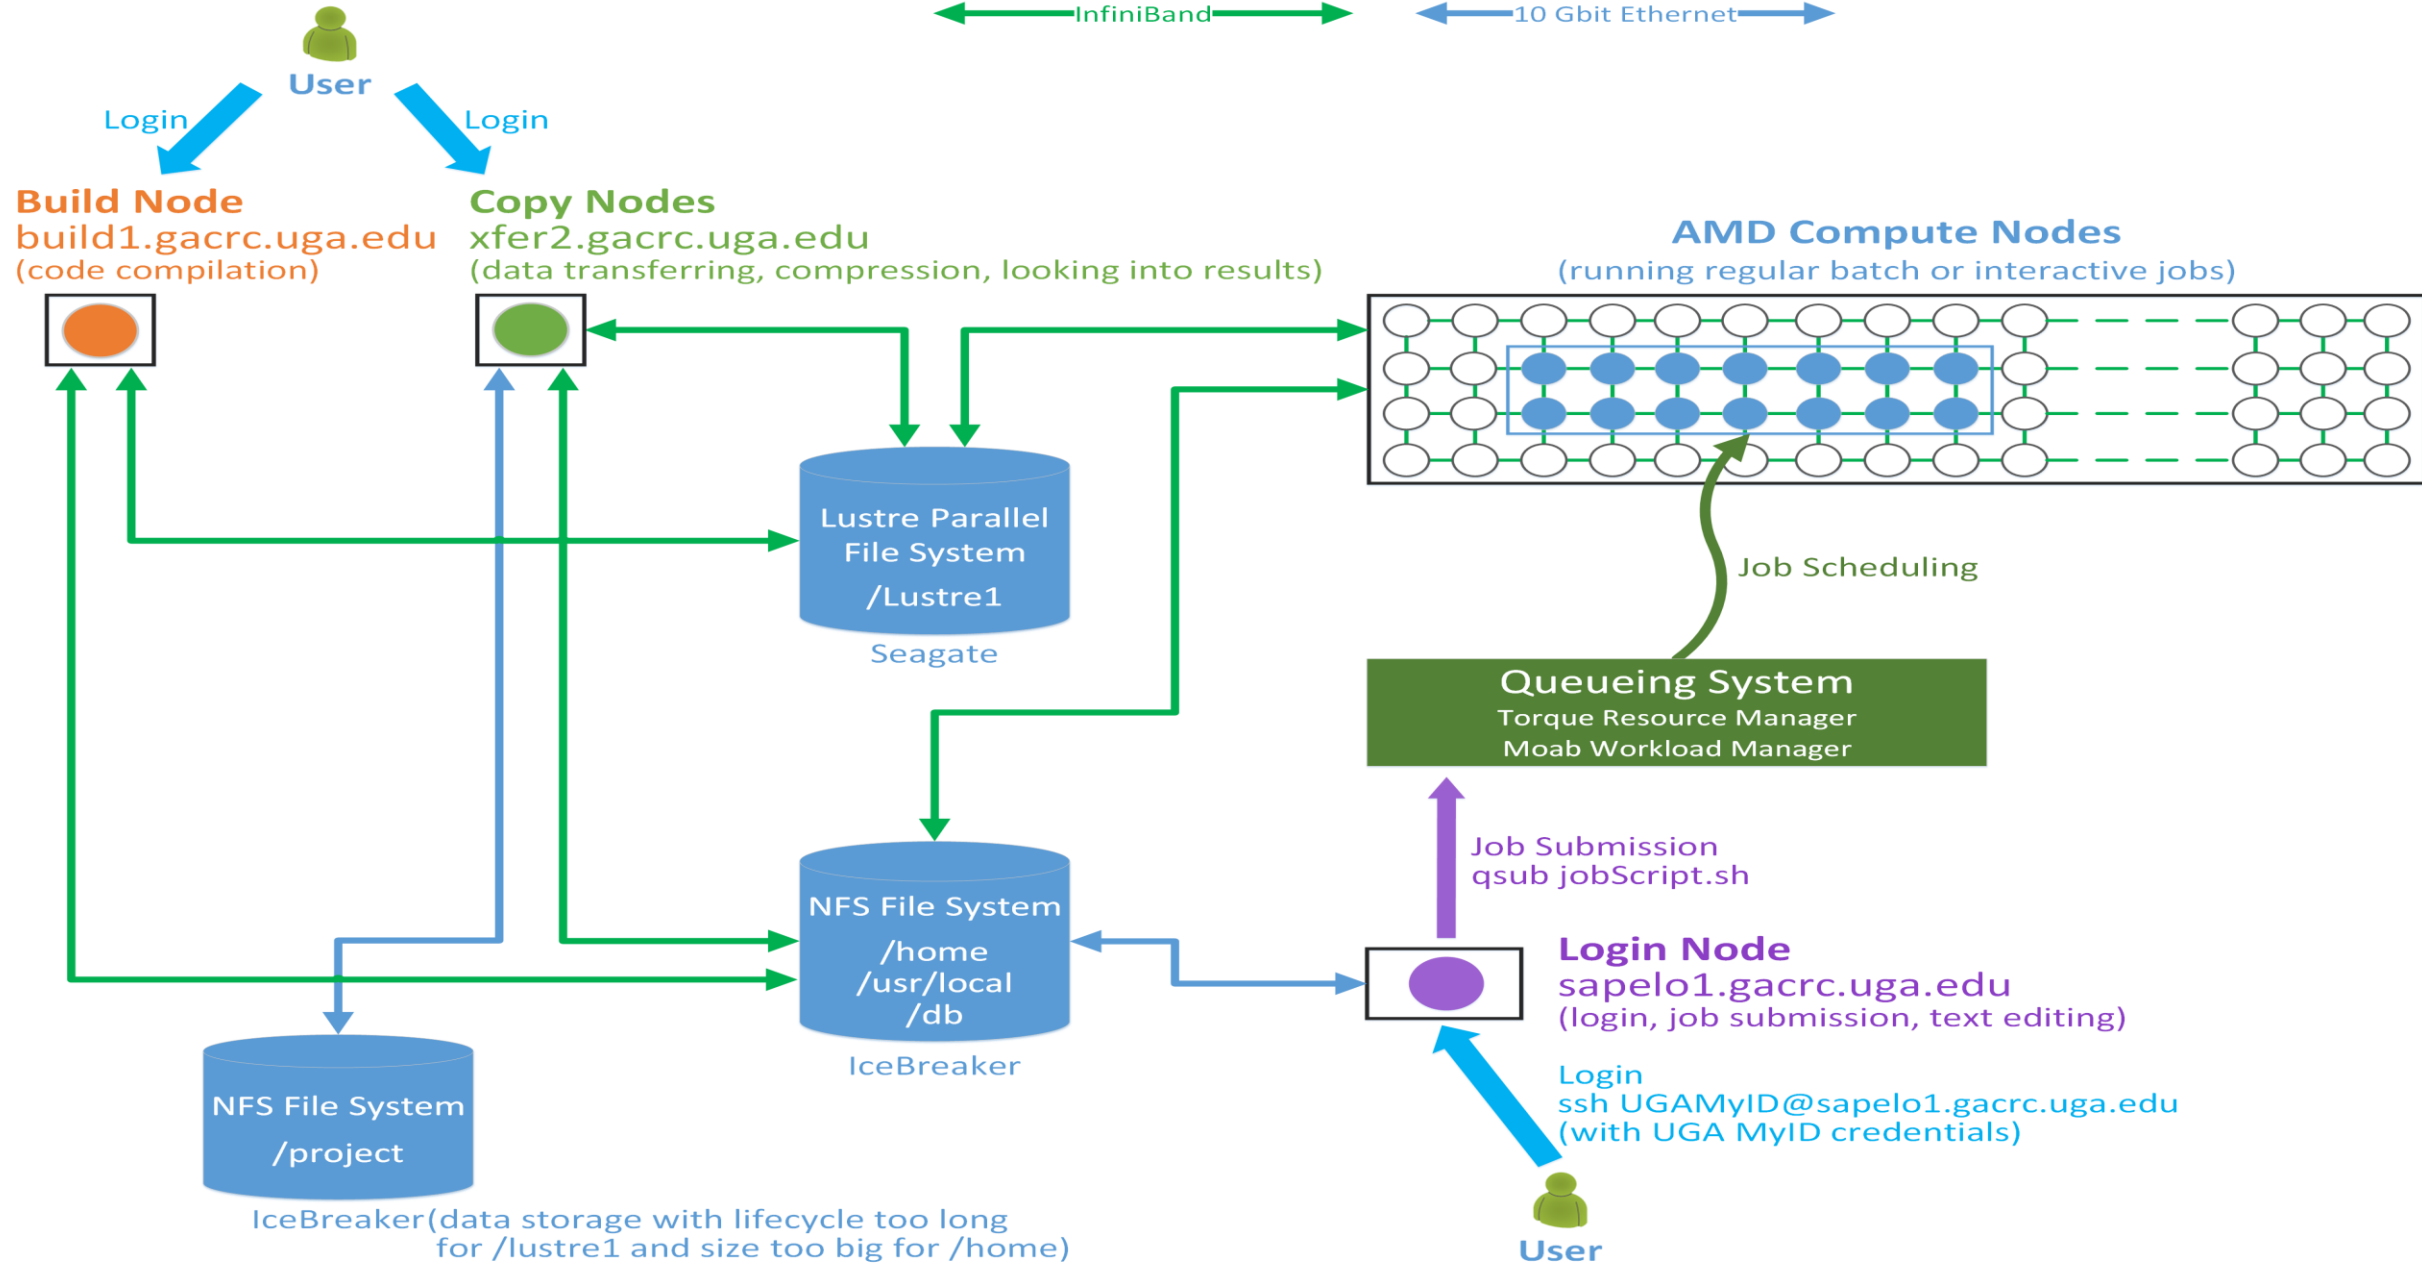 InfiniBand
10 Gbit Ethernet
User
Login
Login
Build Node
build1.gacrc.uga.edu
(code compilation)
Copy Nodes
xfer2.gacrc.uga.edu
(data transferring, compression, looking into results)
AMD Compute Nodes
(running regular batch or interactive jobs)
Lustre Parallel
File System
/Lustre1
Seagate
Job Scheduling
Queueing System
Torque Resource Manager
Moab Workload Manager
Job Submission
qsub jobScript.sh
NFS File System
/home
/usr/local
/db
IceBreaker
Login Node
sapelo1.gacrc.uga.edu
(login, job submission, text editing)
Login
ssh UGAMyID@sapelo1.gacrc.uga.edu
(with UGA MyID credentials)
NFS File System
/project
IceBreaker(data storage with lifecycle too long
for /lustre1 and size too big for /home)
User